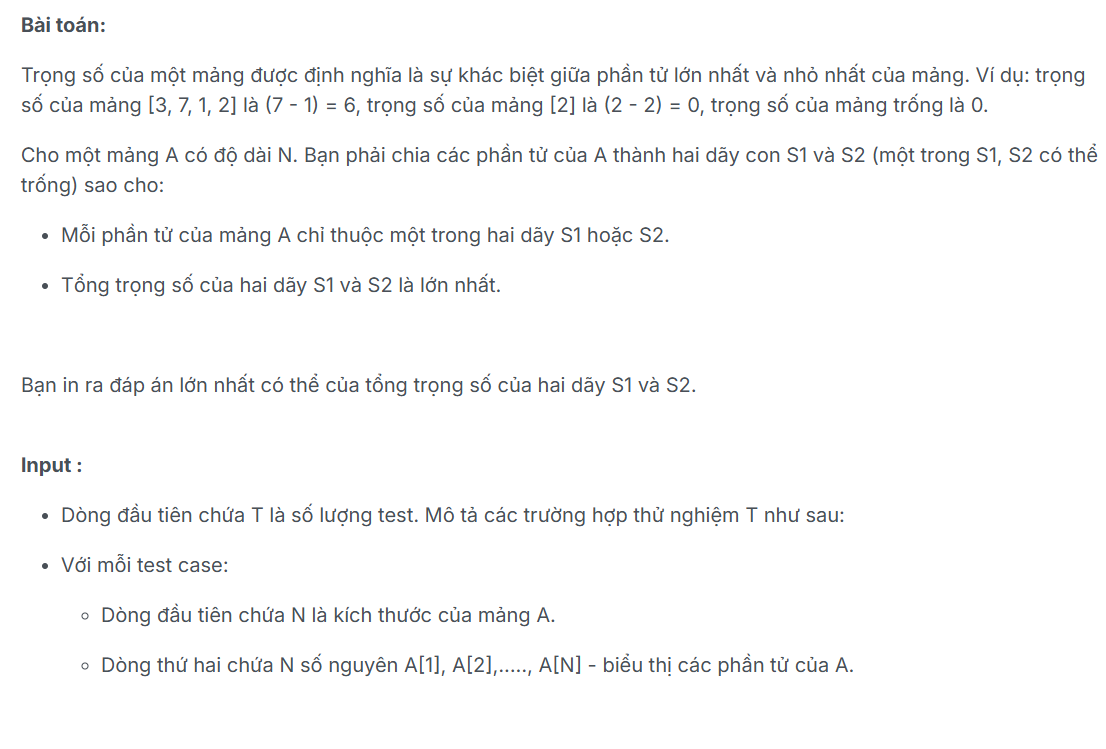 Bài toán:
Trọng số của một mảng được định nghĩa là sự khác biệt giữa phần tử lớn nhất và nhỏ nhất của mảng. Ví dụ: trọng
số của mảng [3, 7, 1, 2] là (7 - 1) = 6, trọng số của mảng [2] là (2 - 2) = 0, trọng số của mảng trống là 0.
Cho một mảng A có độ dài N. Bạn phải chia các phần tử của A thành hai dãy con S1 và S2 (một trong S1, S2 có thể
trống) sao cho:
• Mỗi phần tử của mảng A chỉ thuộc một trong hai dãy S1 hoặc S2.
• Tổng trọng số của hai dãy S1 và S2 là lớn nhất.
Bạn in ra đáp án lớn nhất có thể của tổng trọng số của hai dãy S1 và S2.
Input :
• Dòng đầu tiên chứa T là số lượng test. Mô tả các trường hợp thử nghiệm T như sau:
• Với mỗi test case:
◦ Dòng đầu tiên chứa N là kích thước của mảng A.
◦ Dòng thứ hai chứa N số nguyên A[1], A[2],....., A[N] - biểu thị các phần tử của A.